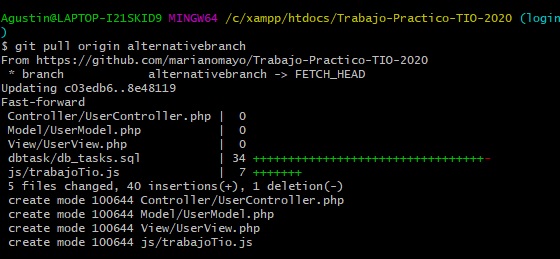 Agustin@LAPTOP-I21SKID9 MINGW64 /c/xampp/htdocs/Trabajo-Practico-TIO-2020 (login
)
$ git pull origin alternativebranch
From https://github.com/marianomayo/Trabajo-Practico-TIO-2020
 * branch            alternativebranch -> FETCH_HEAD
Updating c03edb6..8e48119
Fast-forward
 Controller/UserController.php |  0
 Model/UserModel.php           |  0
 View/UserView.php             |  0
 dbtask/db_tasks.sql           | 34 +++++++++++++++++++++++++++++++++-
 js/trabajoTio.js              |  7 +++++++
 5 files changed, 40 insertions(+), 1 deletion(-)
 create mode 100644 Controller/UserController.php
 create mode 100644 Model/UserModel.php
 create mode 100644 View/UserView.php
 create mode 100644 js/trabajoTio.js